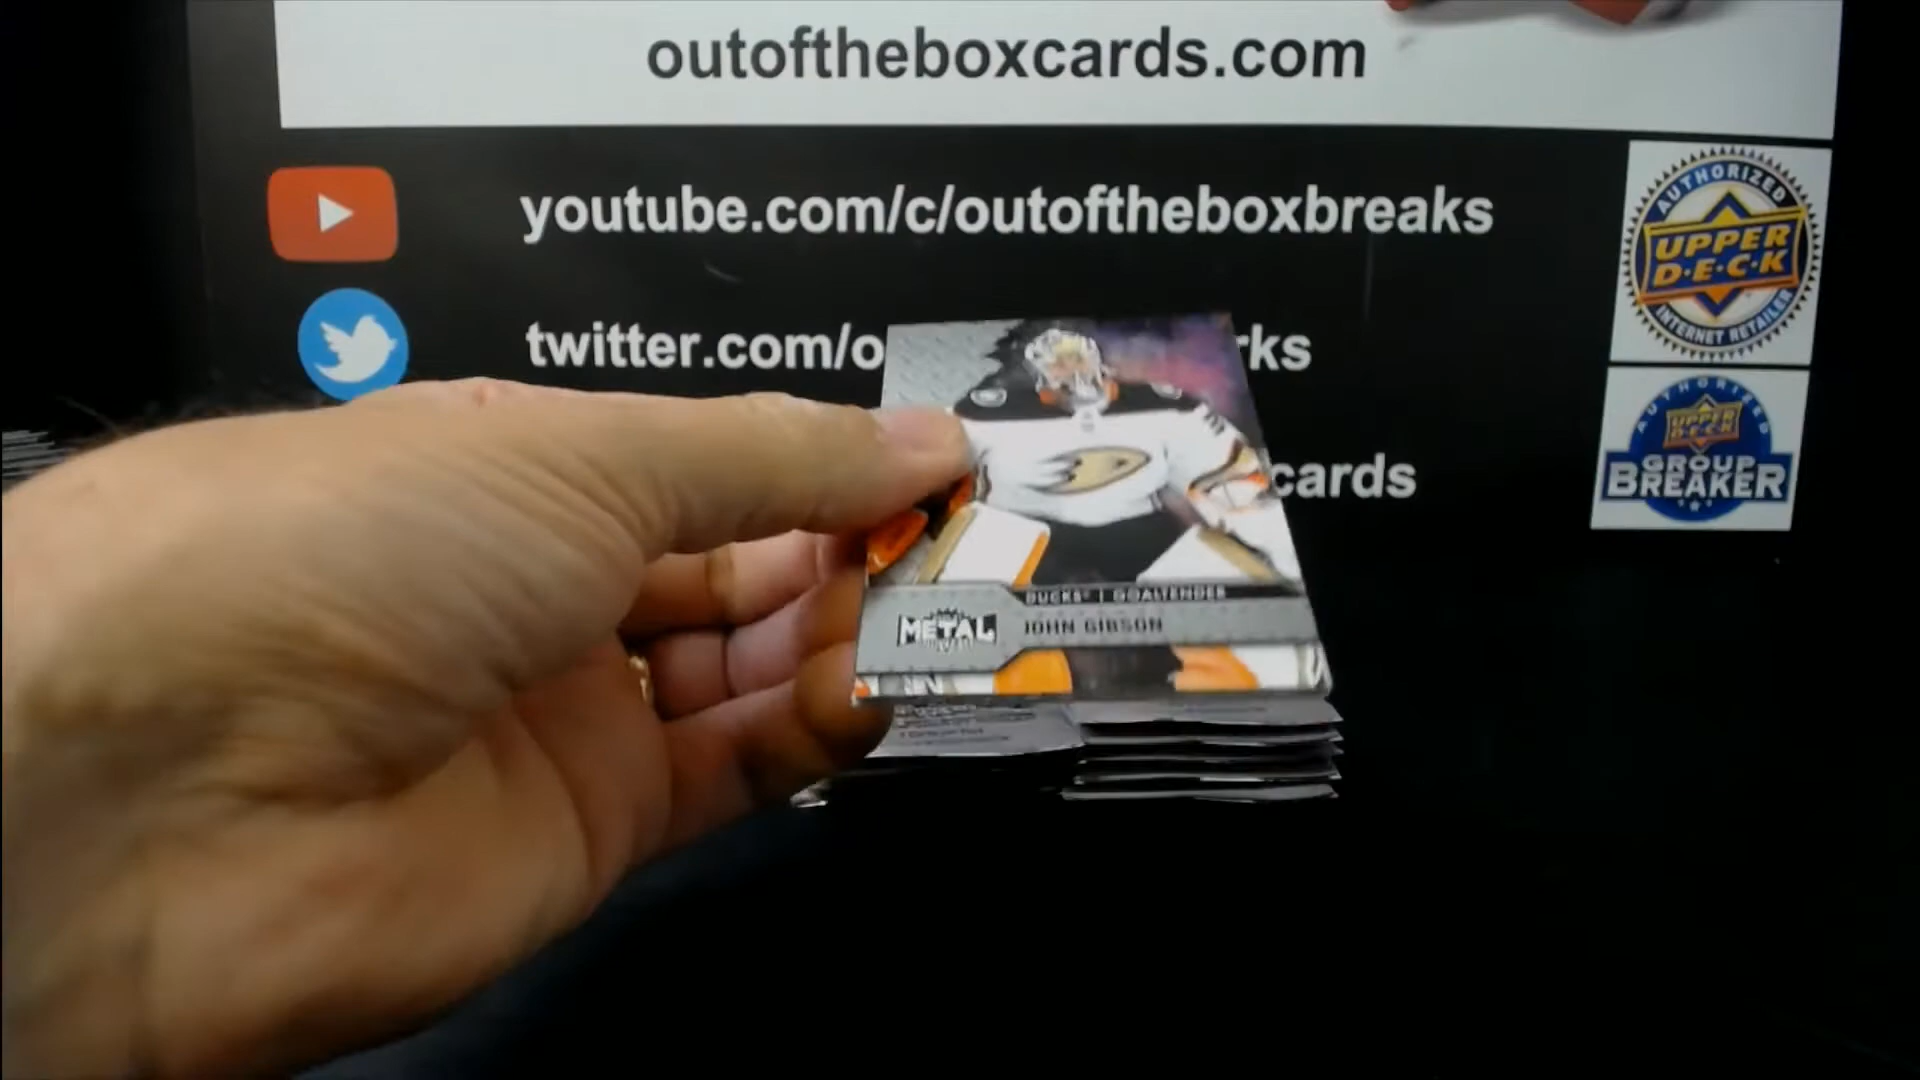 outoftheboxcards.com
youtube.com/c/outoftheboxbreaks
twitter.com/o
rks
cards
AUTHORIZED
UPPER
D·E·C·K
INTERNET RETAILER
AUTHORIZED
UPPER
DECK
GROUP
BREAKER
DUCKS | GOALTENDER
METAL
JOHN GIBSON